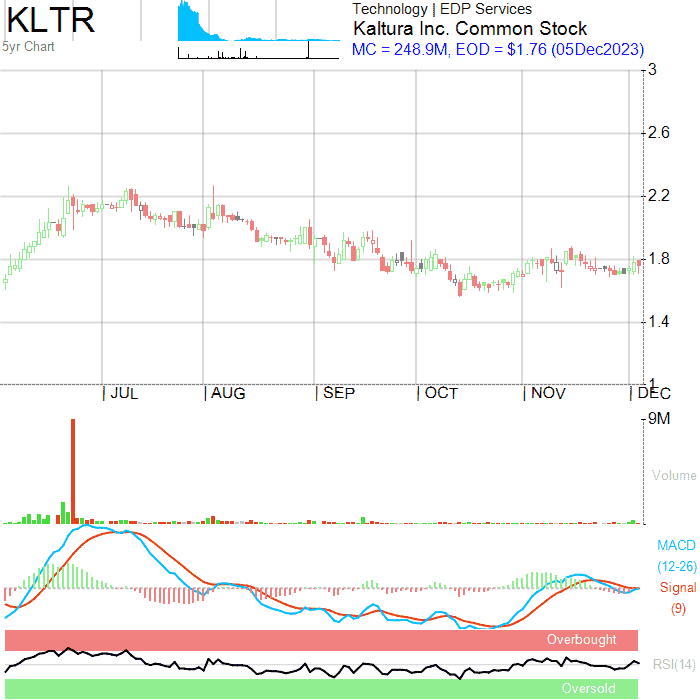 KLTR
5yr Chart
Technology | EDP Services
Kaltura Inc. Common Stock
MC = 248.9M, EOD = $1.76 (05Dec2023)
3
2.6
2.2
1.8
1.4
1
| JUL | AUG | SEP | OCT | NOV | DEC
9M
Volume
MACD
(12-26)
Signal
(9)
Overbought
RSI(14)
Oversold